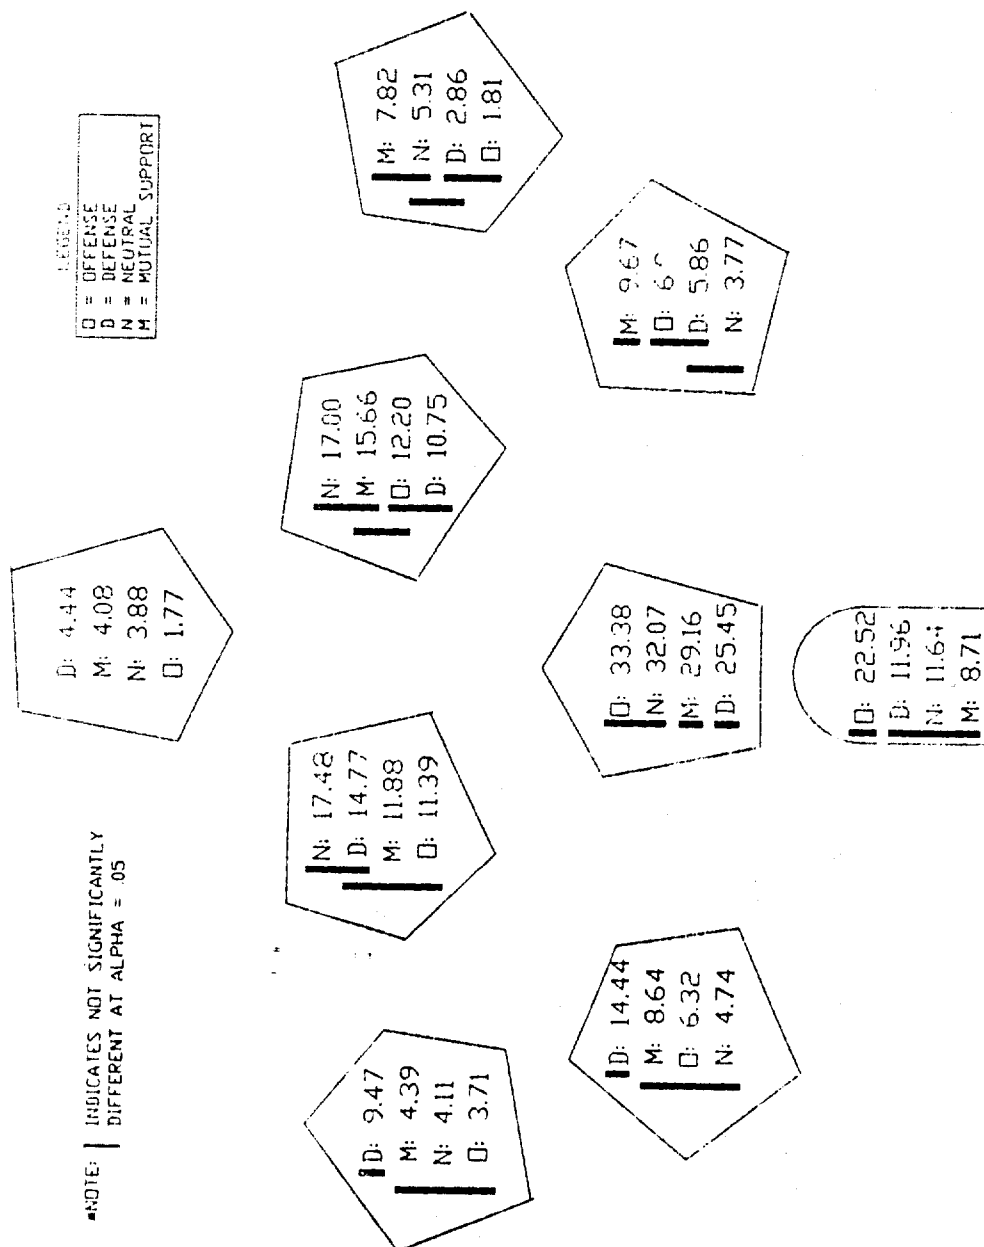 *NOTE: | INDICATES NOT SIGNIFICANTLY
DIFFERENT AT ALPHA = .05
LEGEND
O = OFFENSE
D = DEFENSE
N = NEUTRAL
M = MUTUAL SUPPORT
D: 4.44
M: 4.08
N: 3.88
O: 1.77
D: 9.47
M: 4.39
N: 4.11
O: 3.71
N: 17.48
D: 14.77
M: 11.88
O: 11.39
N: 17.00
M: 15.66
O: 12.20
D: 10.75
M: 7.82
N: 5.31
D: 2.86
O: 1.81
D: 14.44
M: 8.64
O: 6.32
N: 4.74
O: 33.38
N: 32.07
M: 29.16
D: 25.45
M: 9.67
O:
D: 5.86
N: 3.77
O: 22.52
D: 11.96
N: 11.64
M: 8.71